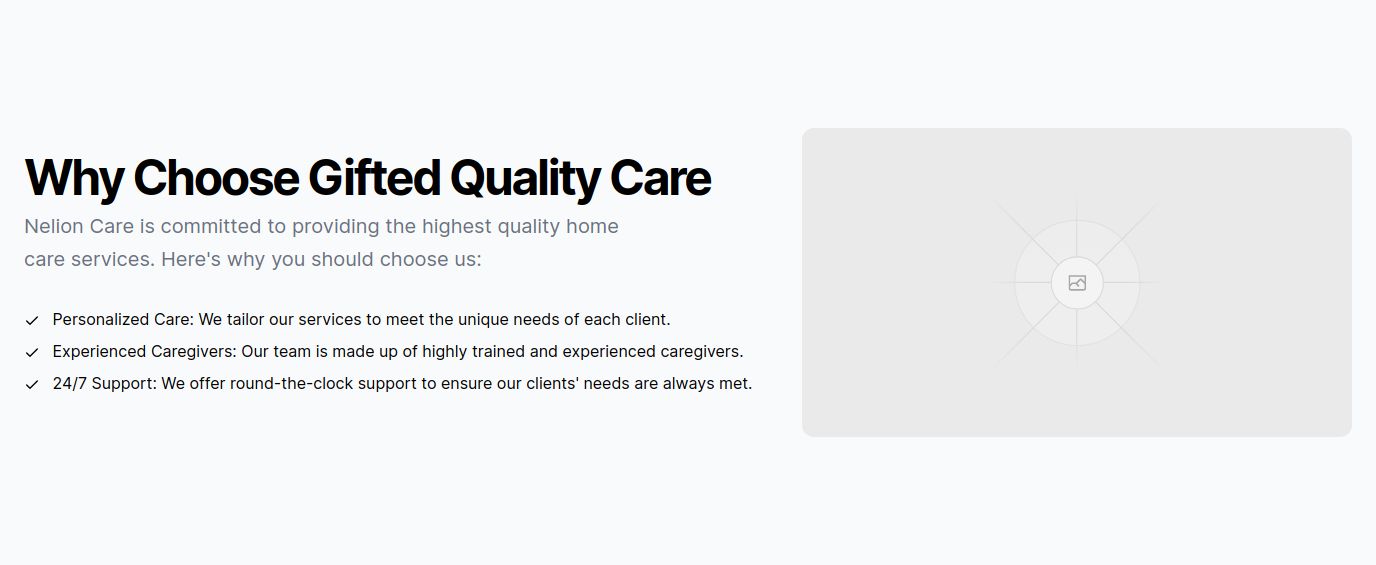 Why Choose Gifted Quality Care
Nelion Care is committed to providing the highest quality home
care services. Here's why you should choose us:
Personalized Care: We tailor our services to meet the unique needs of each client.
Experienced Caregivers: Our team is made up of highly trained and experienced caregivers.
24/7 Support: We offer round-the-clock support to ensure our clients' needs are always met.